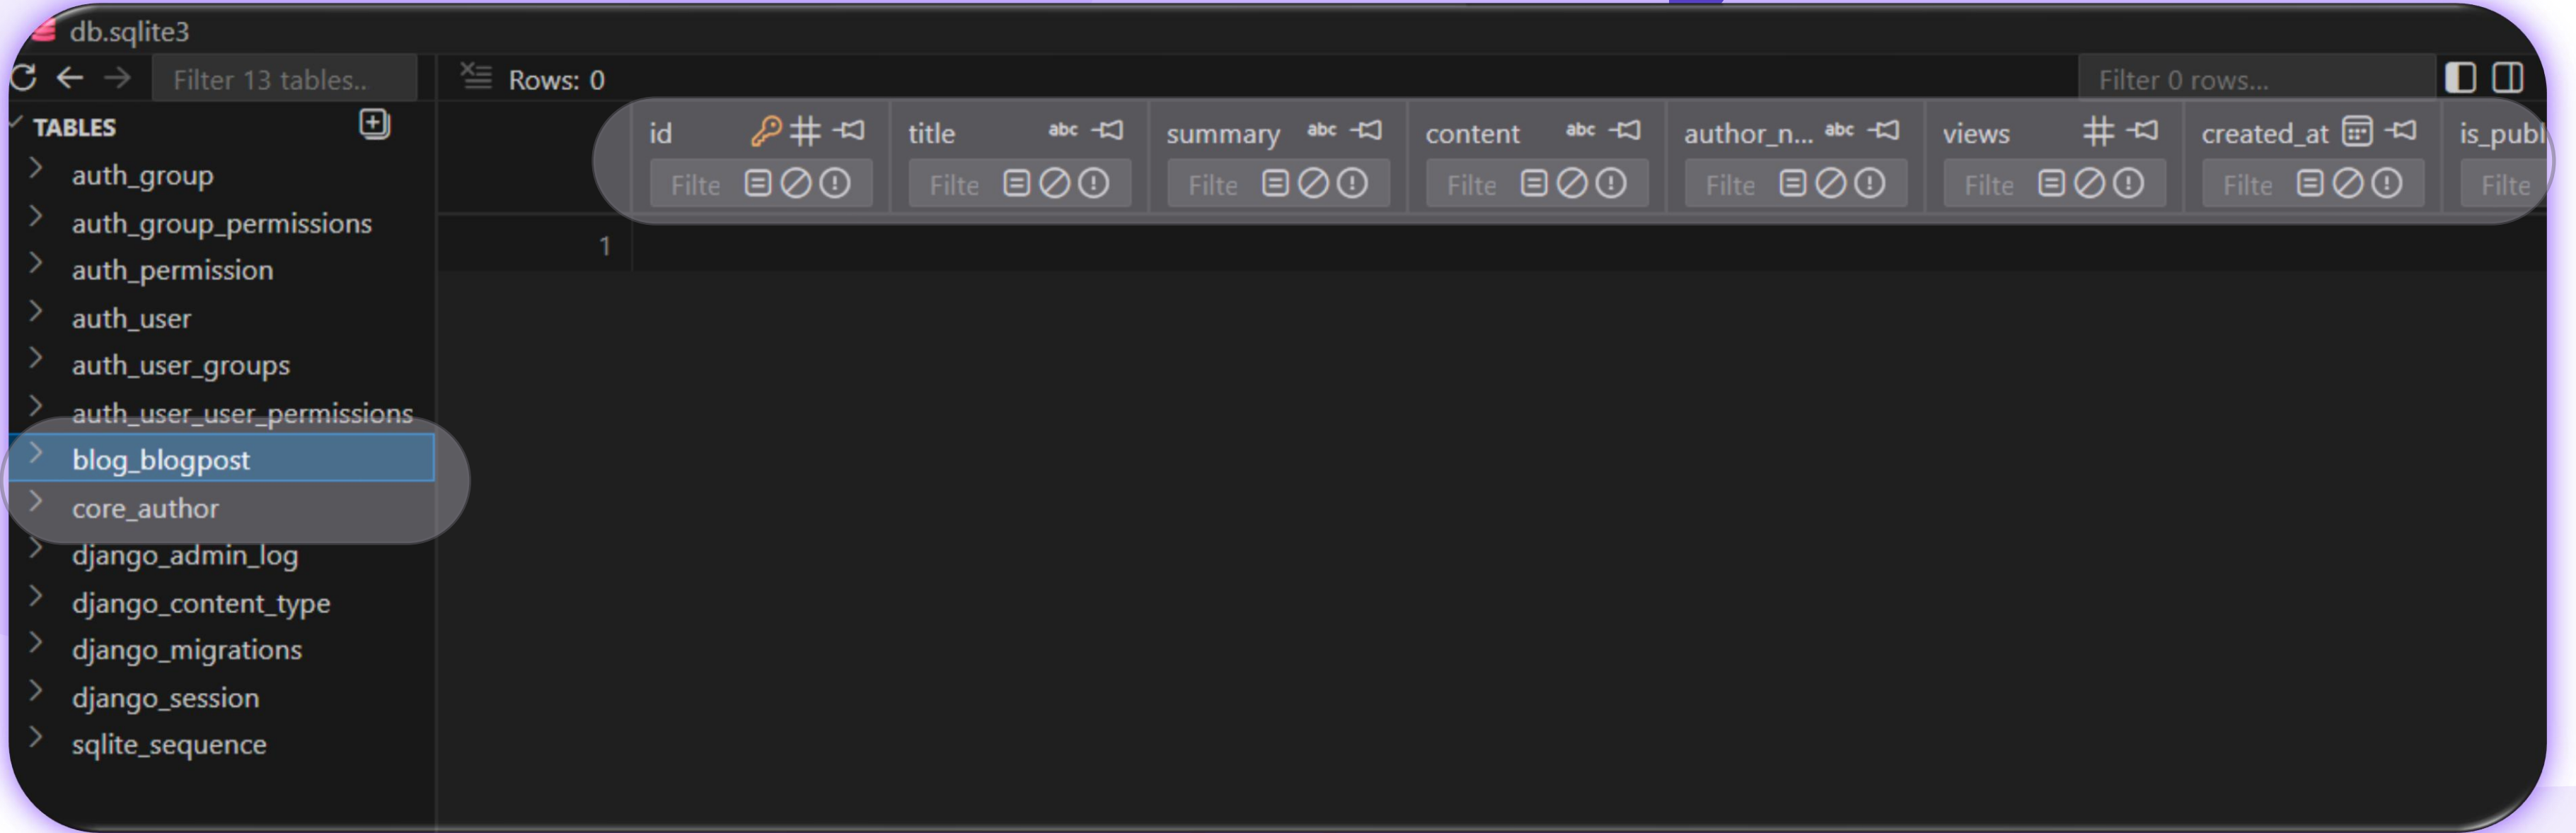 db.sqlite3
Filter 13 tables...
Rows: 0
Filter 0 rows...
TABLES
auth_group
auth_group_permissions
auth_permission
auth_user
auth_user_groups
auth_user_user_permissions
blog_blogpost
core_author
django_admin_log
django_content_type
django_migrations
django_session
sqlite_sequence
id title abc summary abc content abc author_n... abc views created_at is_publ
Filte Filte Filte Filte Filte Filte Filte Filte
1